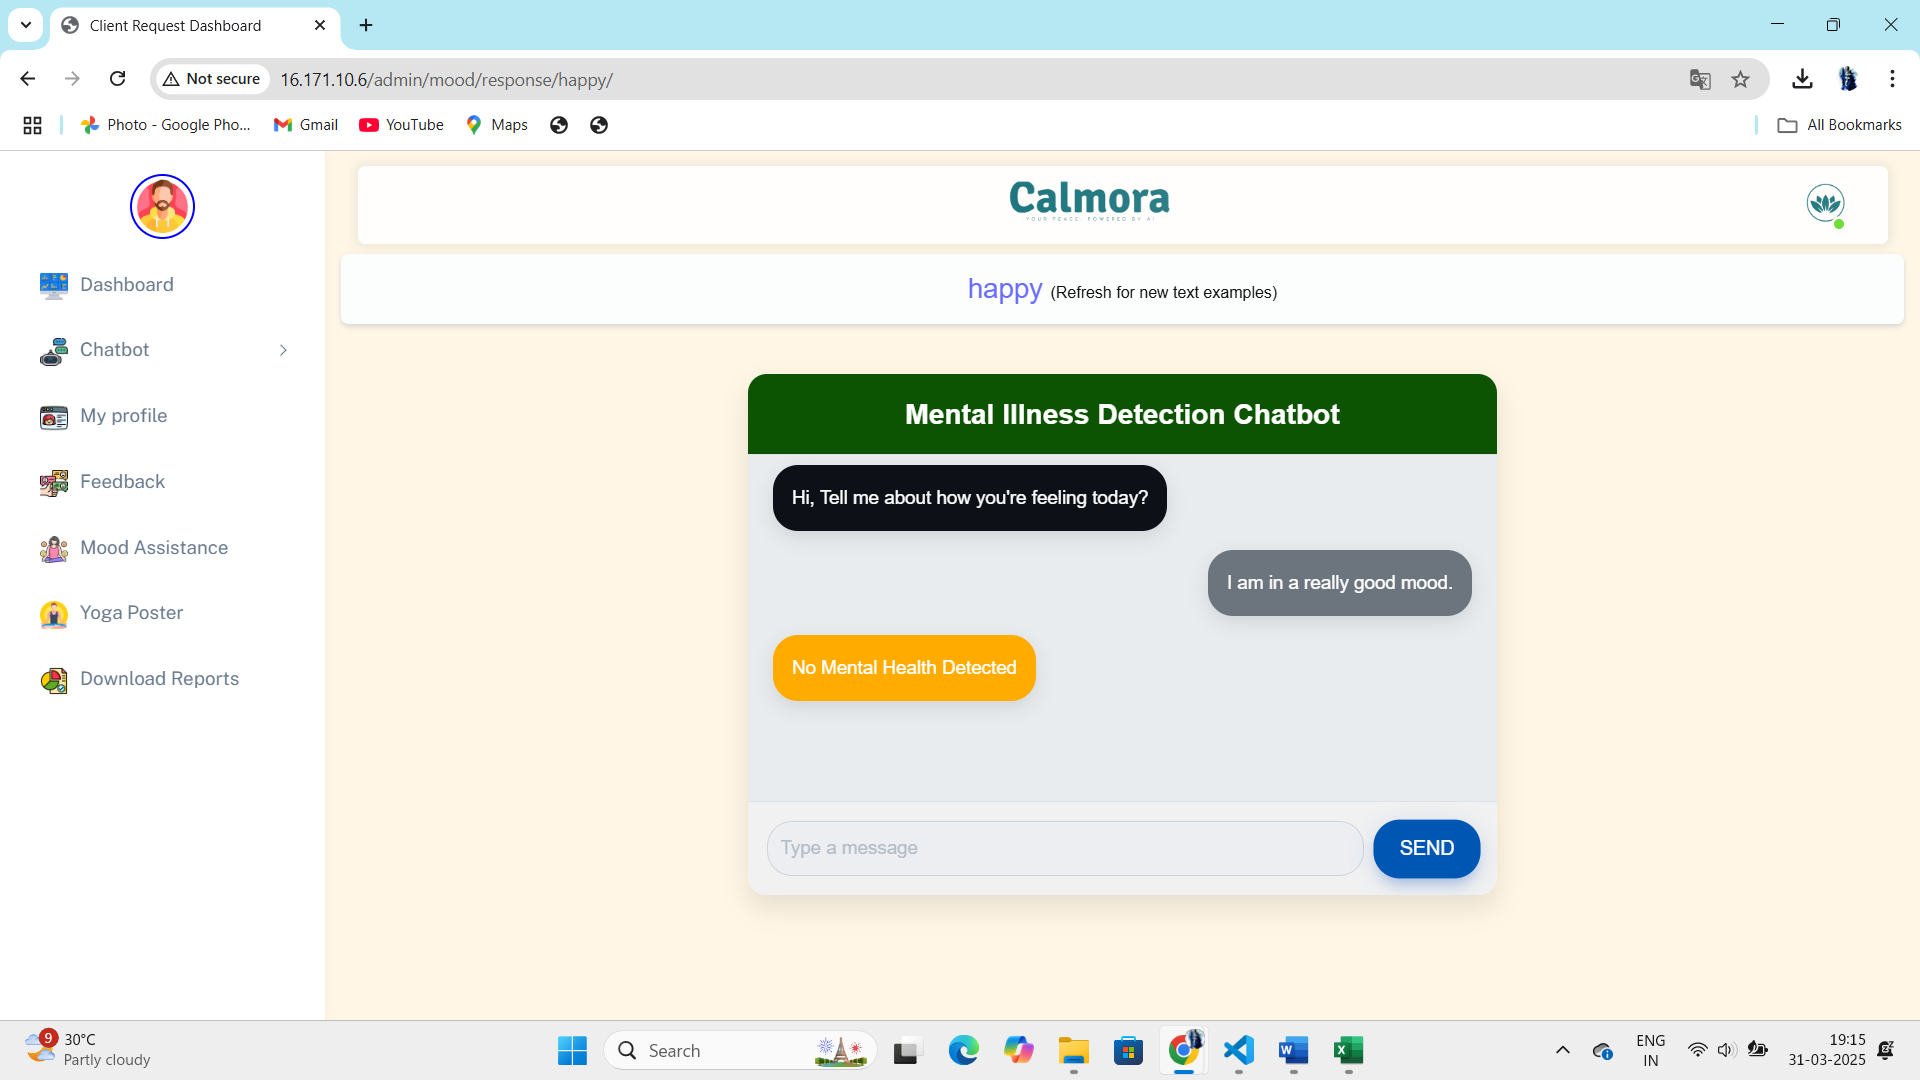 Client Request Dashboard
Not secure
16.171.10.6/admin/mood/response/happy/
Photo - Google Pho...
Gmail
YouTube
Maps
All Bookmarks
Calmora
YOUR PEACE, POWERED BY AI
happy (Refresh for new text examples)
Dashboard
Chatbot
My profile
Feedback
Mood Assistance
Yoga Poster
Download Reports
Mental Illness Detection Chatbot
Hi, Tell me about how you're feeling today?
I am in a really good mood.
No Mental Health Detected
Type a message
SEND
9
30°C
Partly cloudy
Search
ENG
IN
19:15
31-03-2025